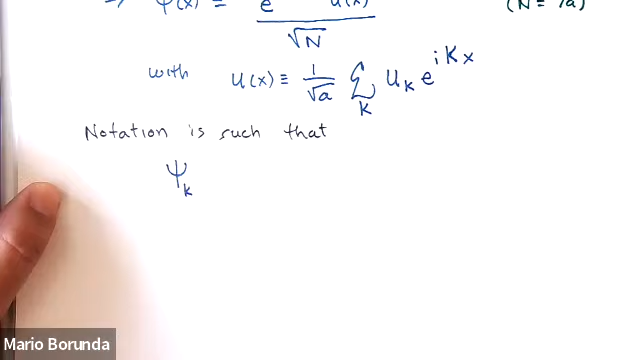 ⇒ ψ(x) = e u(x) / √N (N ≡ /a)
with u(x) ≡ 1/√a Σ_K U_K e^{iKx}
Notation is such that
Ψ_k
Mario Borunda